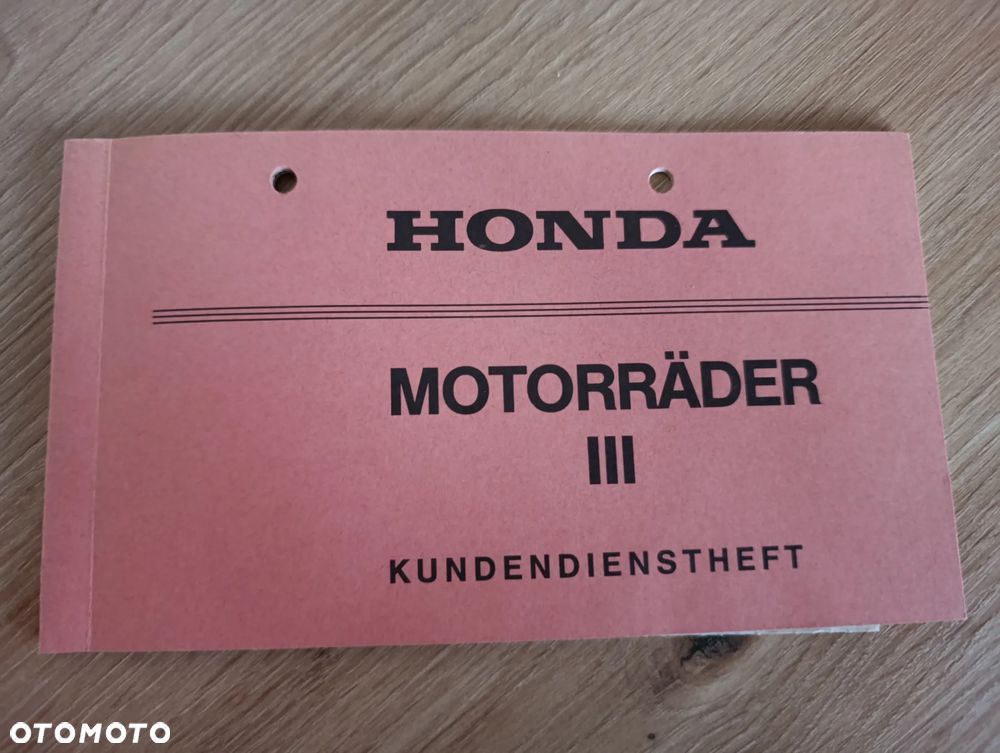 HONDA
MOTORRÄDER
III
KUNDENDIENSTHEFT
OTOMOTO